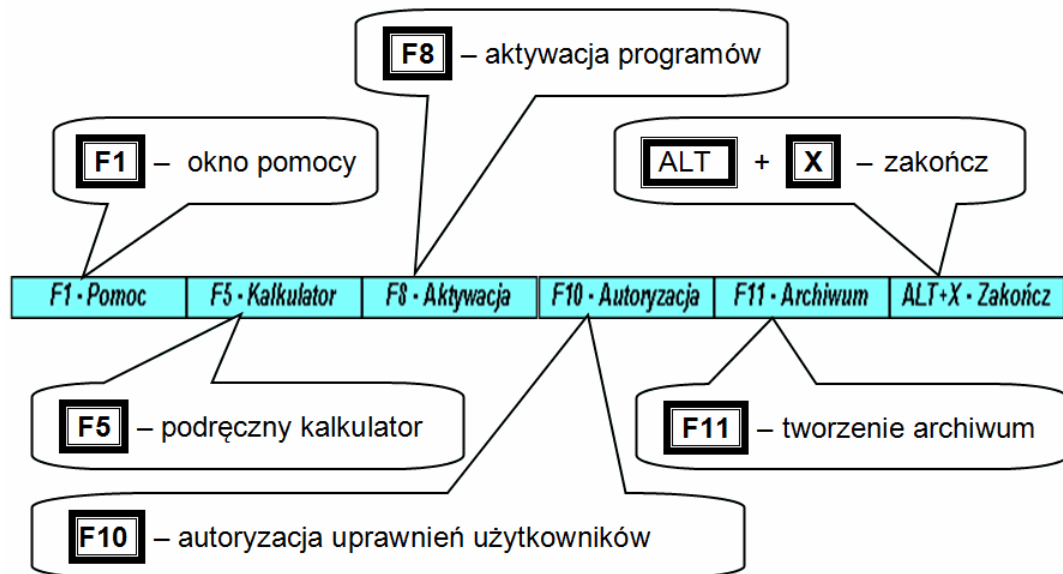 F8 – aktywacja programów
F1 – okno pomocy
ALT + X – zakończ
F1 - Pomoc
F5 - Kalkulator
F8 - Aktywacja
F10 - Autoryzacja
F11 - Archiwum
ALT+X - Zakończ
F5 – podręczny kalkulator
F11 – tworzenie archiwum
F10 – autoryzacja uprawnień użytkowników